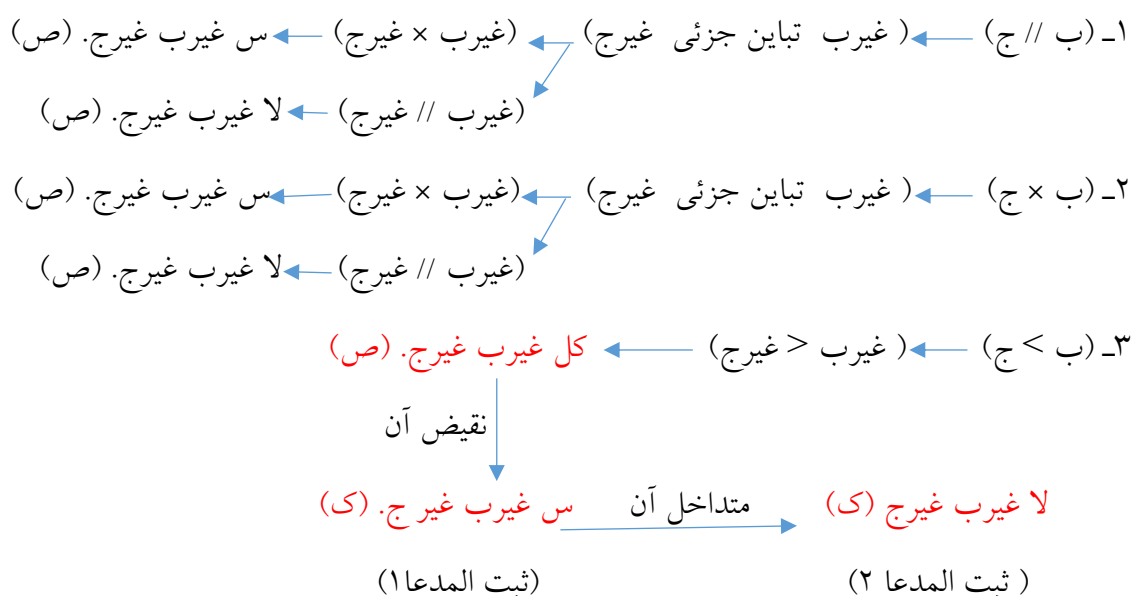 ۱ـ (ب // ج) ( غیرب تباین جزئی غیرج) (غیرب × غیرج) س غیرب غیرج. (ص)
(غیرب // غیرج) لا غیرب غیرج. (ص)
۲ـ (ب × ج) ( غیرب تباین جزئی غیرج) (غیرب × غیرج) س غیرب غیرج. (ص)
(غیرب // غیرج) لا غیرب غیرج. (ص)
۳ـ (ب > ج) ( غیرب < غیرج) کل غیرب غیرج. (ص)
نقیض آن
س غیرب غیر ج. (ک) متداخل آن لا غیرب غیرج (ک)
(ثبت المدعا۱) ( ثبت المدعا ۲)